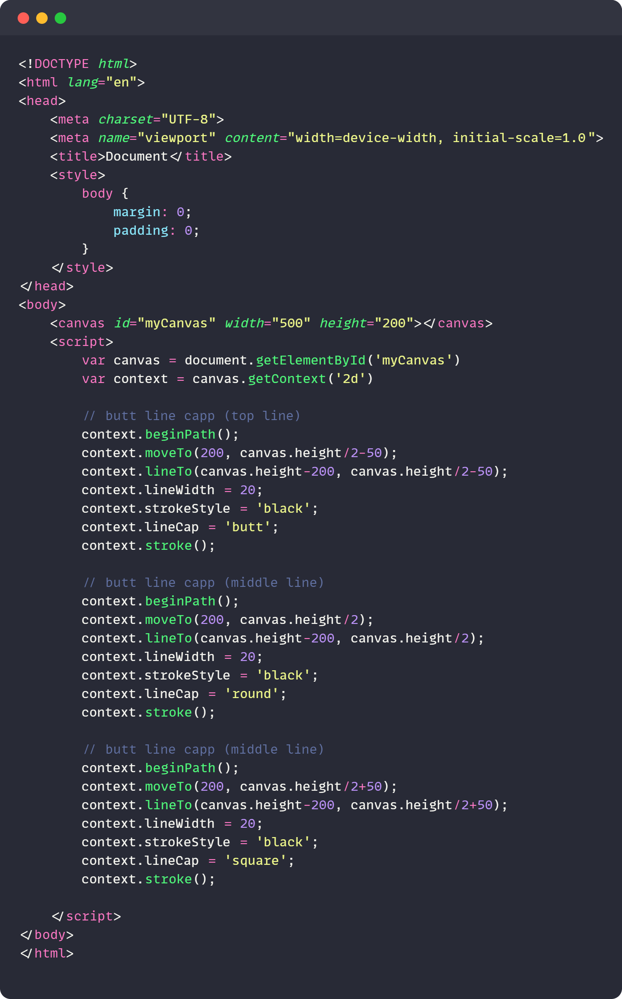 <!DOCTYPE html>
<html lang="en">
<head>
    <meta charset="UTF-8">
    <meta name="viewport" content="width=device-width, initial-scale=1.0">
    <title>Document</title>
    <style>
        body {
            margin: 0;
            padding: 0;
        }
    </style>
</head>
<body>
    <canvas id="myCanvas" width="500" height="200"></canvas>
    <script>
        var canvas = document.getElementById('myCanvas')
        var context = canvas.getContext('2d')

        // butt line capp (top line)
        context.beginPath();
        context.moveTo(200, canvas.height/2-50);
        context.lineTo(canvas.height-200, canvas.height/2-50);
        context.lineWidth = 20;
        context.strokeStyle = 'black';
        context.lineCap = 'butt';
        context.stroke();

        // butt line capp (middle line)
        context.beginPath();
        context.moveTo(200, canvas.height/2);
        context.lineTo(canvas.height-200, canvas.height/2);
        context.lineWidth = 20;
        context.strokeStyle = 'black';
        context.lineCap = 'round';
        context.stroke();

        // butt line capp (middle line)
        context.beginPath();
        context.moveTo(200, canvas.height/2+50);
        context.lineTo(canvas.height-200, canvas.height/2+50);
        context.lineWidth = 20;
        context.strokeStyle = 'black';
        context.lineCap = 'square';
        context.stroke();

    </script>
</body>
</html>